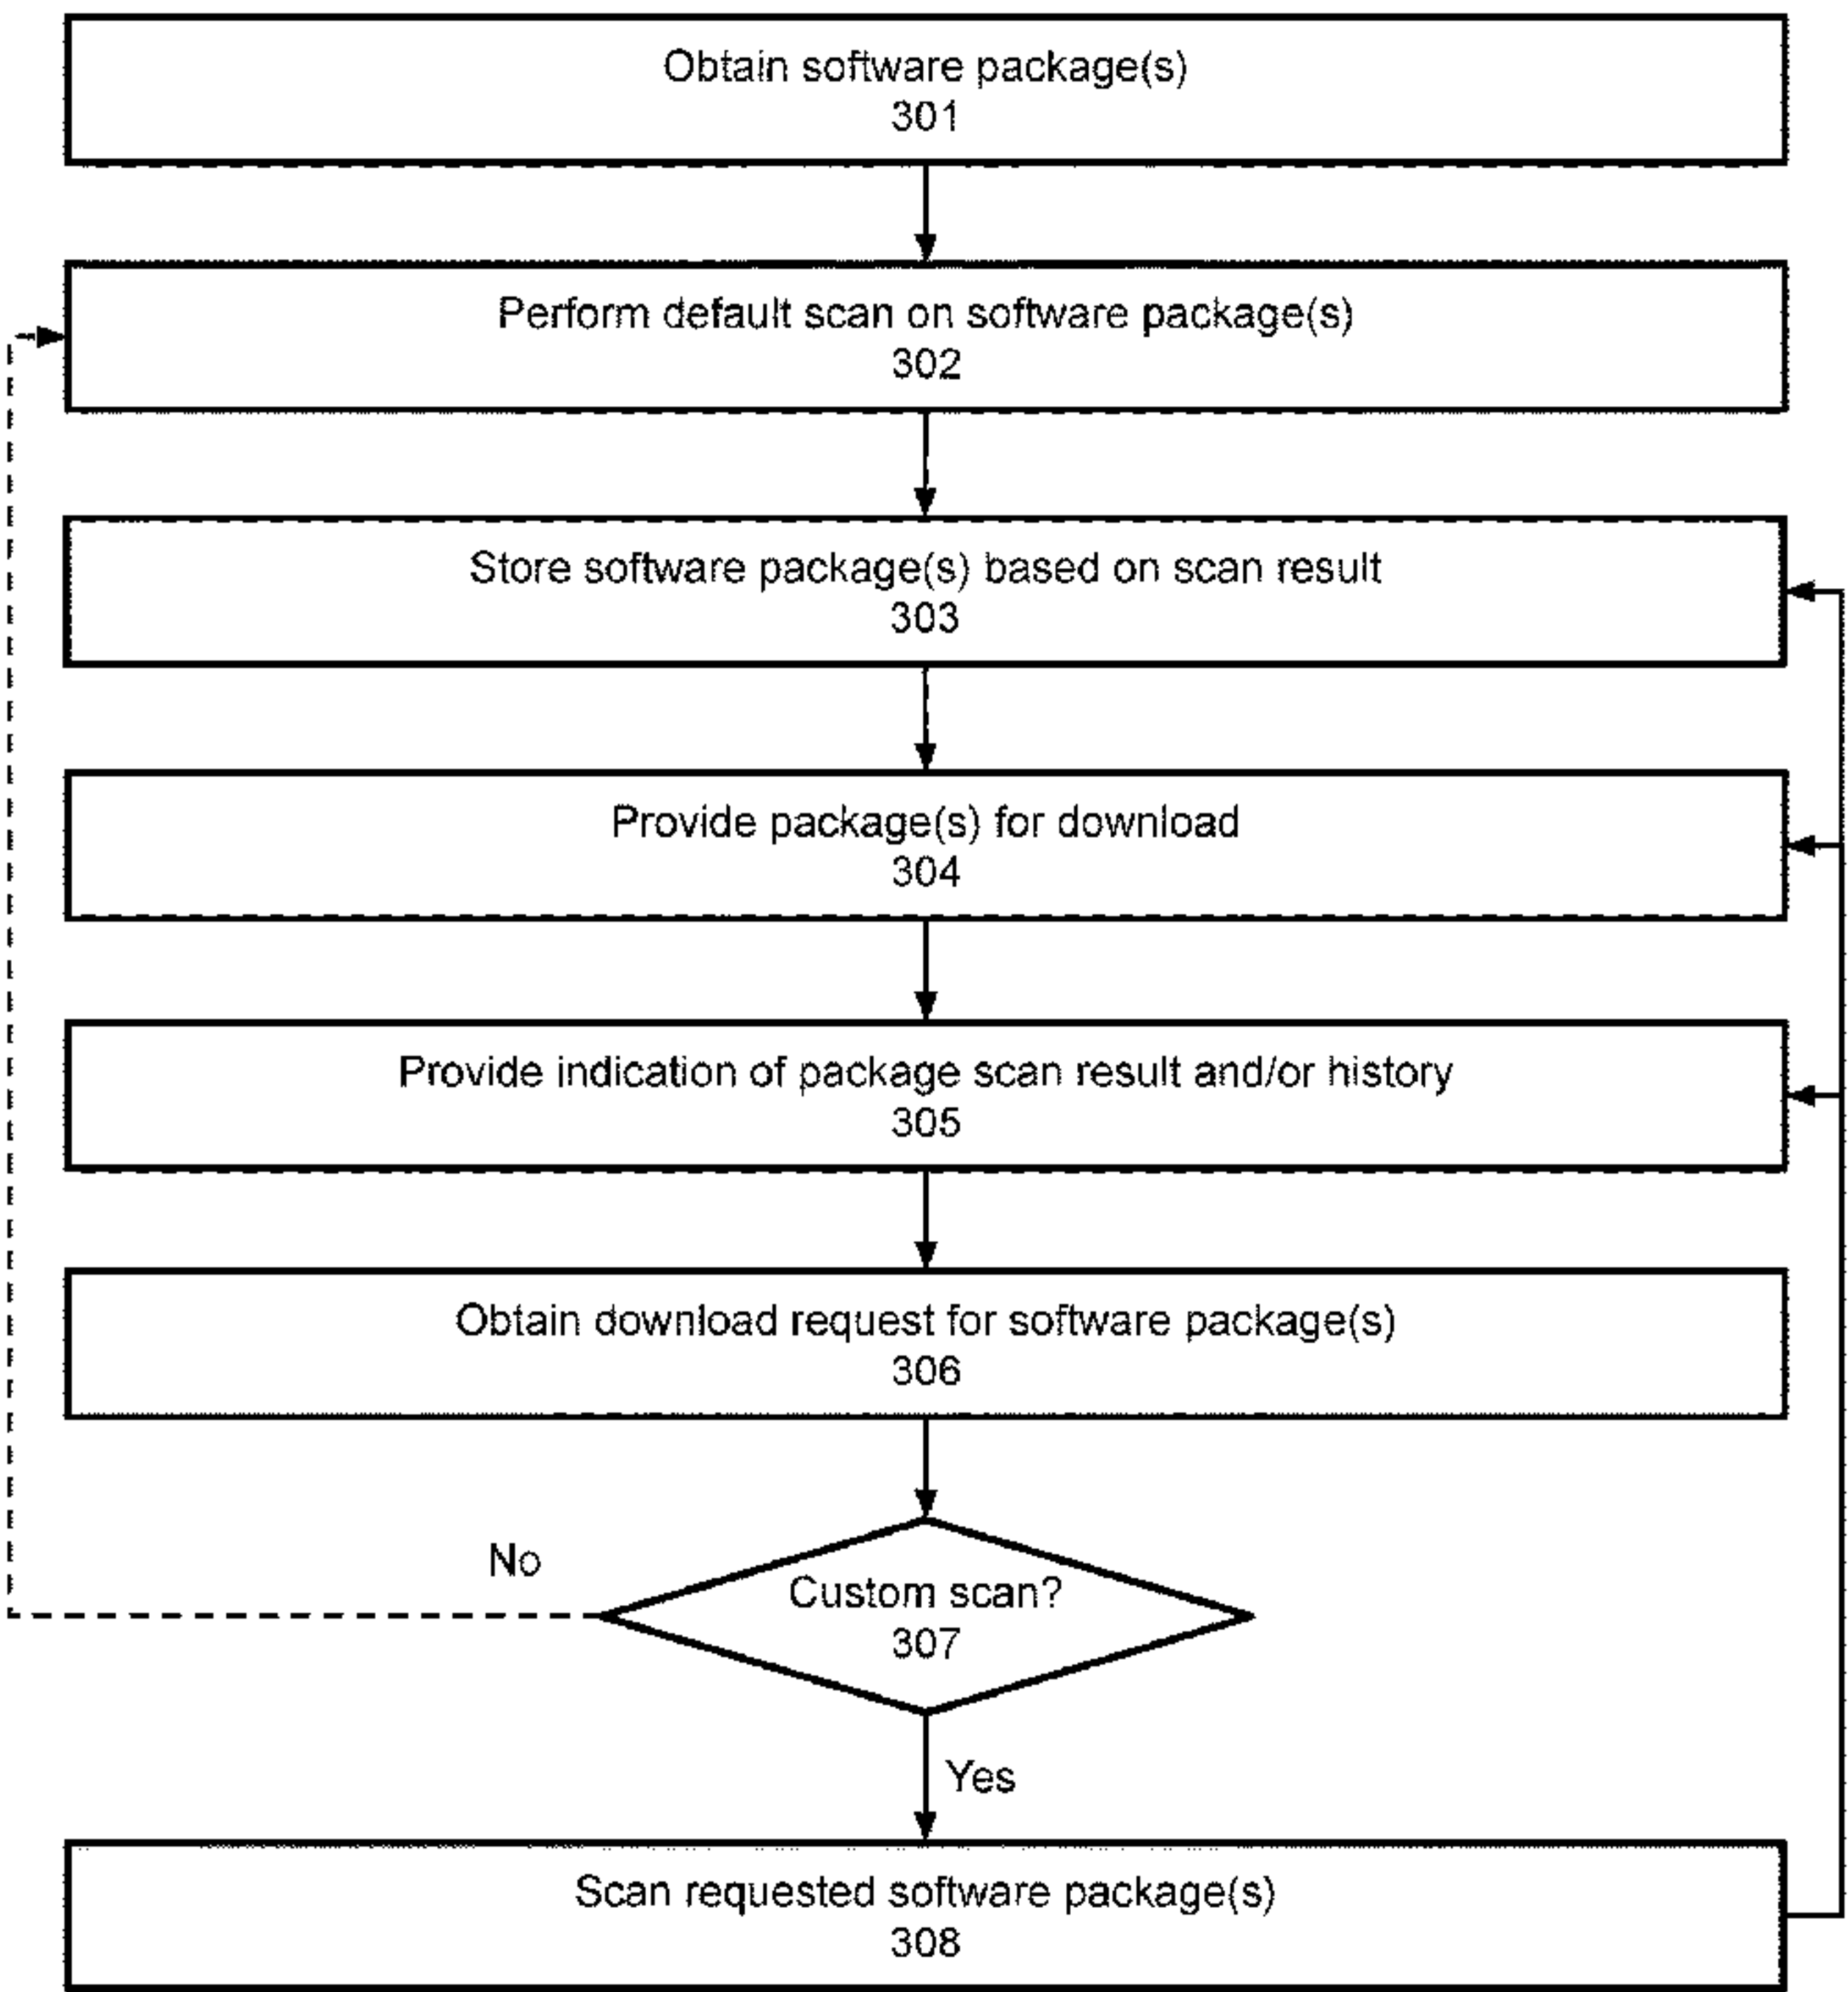 Obtain software package(s)
301
Perform default scan on software package(s)
302
Store software package(s) based on scan result
303
Provide package(s) for download
304
Provide indication of package scan result and/or history
305
Obtain download request for software package(s)
306
No
Custom scan?
307
Yes
Scan requested software package(s)
308